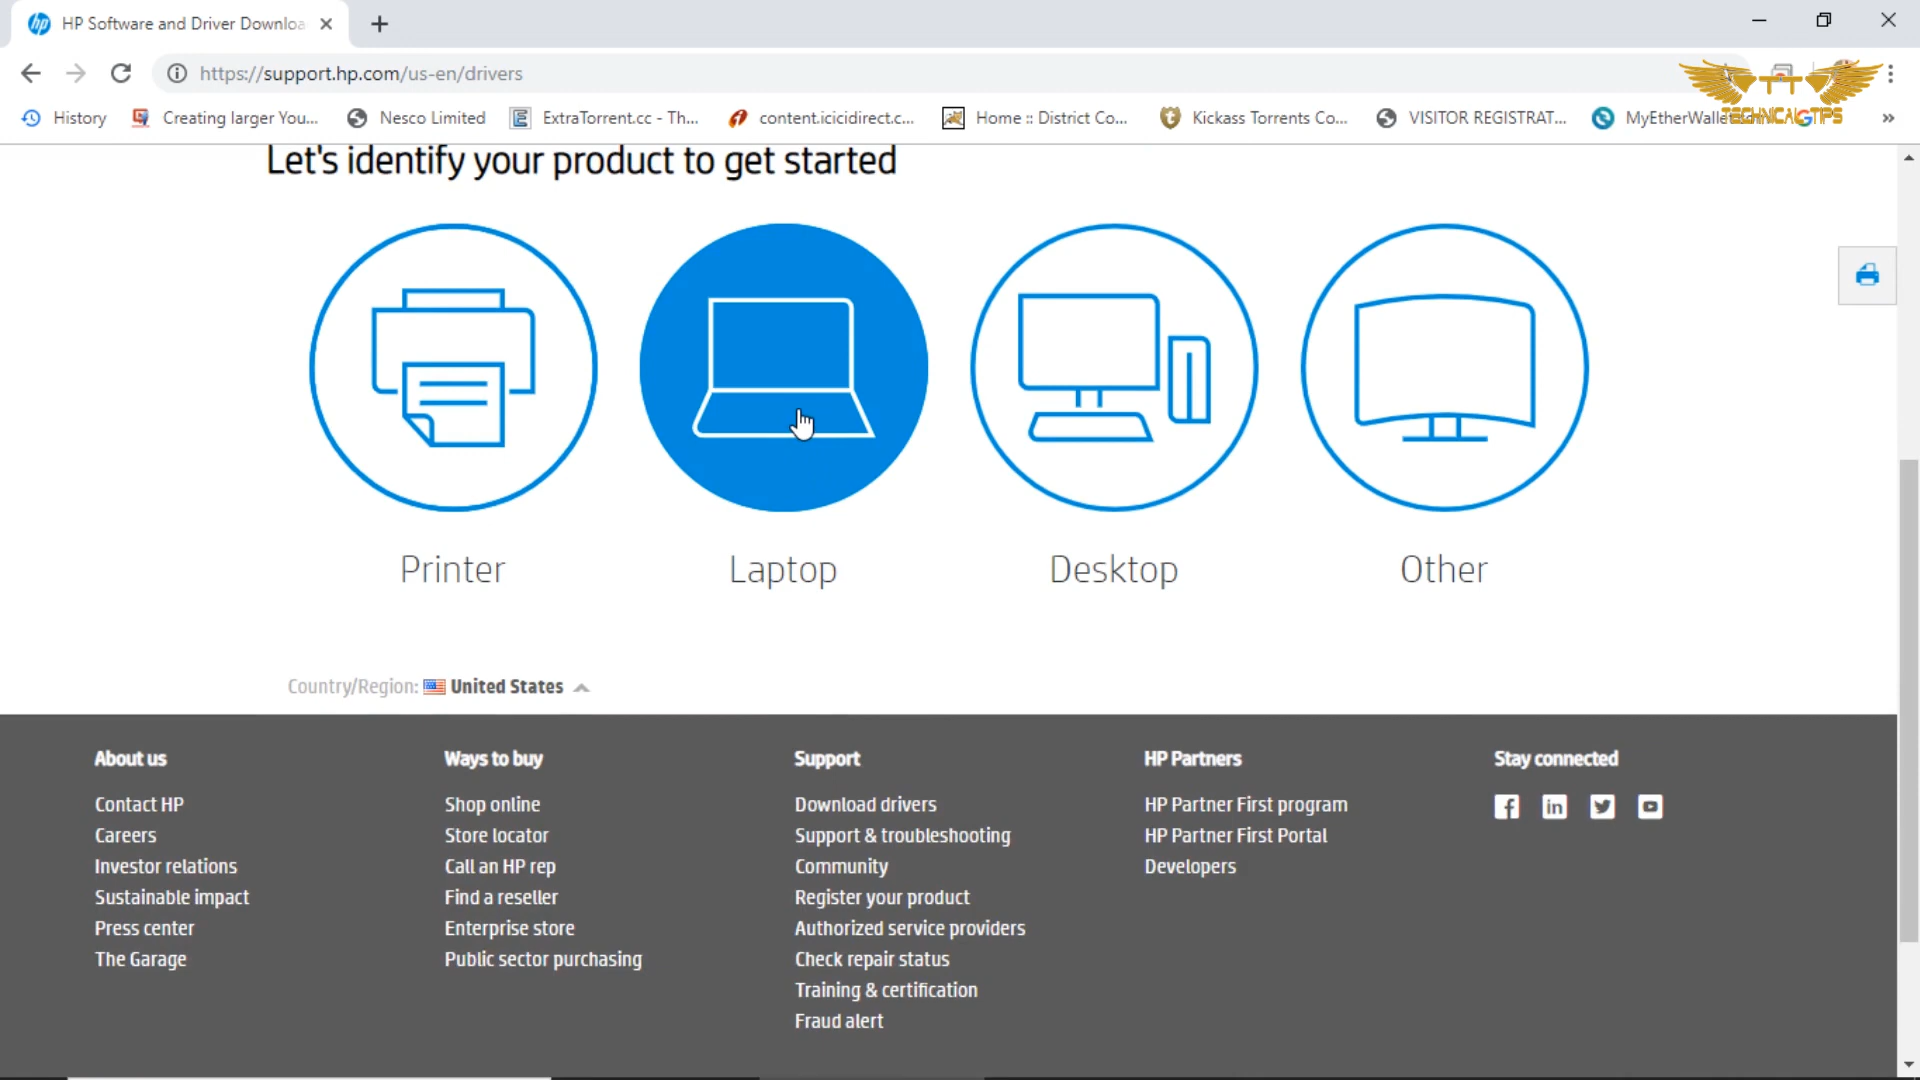 HP Software and Driver Downloa
https://support.hp.com/us-en/drivers
History
Creating larger You...
Nesco Limited
ExtraTorrent.cc - Th...
content.icicidirect.c...
Home :: District Co...
Kickass Torrents Co...
VISITOR REGISTRAT...
MyEtherWalle
TT
TECHNICALGTIPS
Let's identify your product to get started
Printer
Laptop
Desktop
Other
Country/Region: United States
About us
Contact HP
Careers
Investor relations
Sustainable impact
Press center
The Garage
Ways to buy
Shop online
Store locator
Call an HP rep
Find a reseller
Enterprise store
Public sector purchasing
Support
Download drivers
Support & troubleshooting
Community
Register your product
Authorized service providers
Check repair status
Training & certification
Fraud alert
HP Partners
HP Partner First program
HP Partner First Portal
Developers
Stay connected